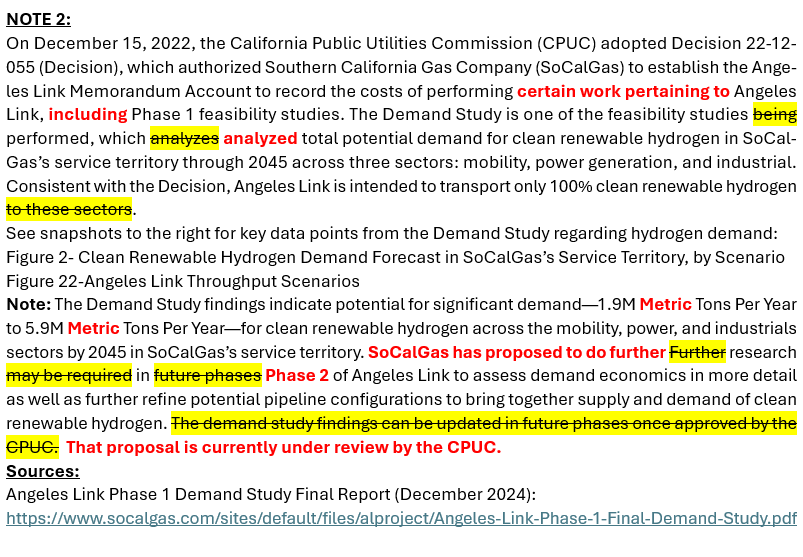 NOTE 2:
On December 15, 2022, the California Public Utilities Commission (CPUC) adopted Decision 22-12-
055 (Decision), which authorized Southern California Gas Company (SoCalGas) to establish the Ange-
les Link Memorandum Account to record the costs of performing certain work pertaining to Angeles
Link, including Phase 1 feasibility studies. The Demand Study is one of the feasibility studies being
performed, which analyzes analyzed total potential demand for clean renewable hydrogen in SoCal-
Gas's service territory through 2045 across three sectors: mobility, power generation, and industrial.
Consistent with the Decision, Angeles Link is intended to transport only 100% clean renewable hydrogen
to these sectors.
See snapshots to the right for key data points from the Demand Study regarding hydrogen demand:
Figure 2- Clean Renewable Hydrogen Demand Forecast in SoCalGas's Service Territory, by Scenario
Figure 22-Angeles Link Throughput Scenarios
Note: The Demand Study findings indicate potential for significant demand—1.9M Metric Tons Per Year
to 5.9M Metric Tons Per Year—for clean renewable hydrogen across the mobility, power, and industrials
sectors by 2045 in SoCalGas's service territory. SoCalGas has proposed to do further Further research
may be required in future phases Phase 2 of Angeles Link to assess demand economics in more detail
as well as further refine potential pipeline configurations to bring together supply and demand of clean
renewable hydrogen. The demand study findings can be updated in future phases once approved by the
CPUC. That proposal is currently under review by the CPUC.
Sources:
Angeles Link Phase 1 Demand Study Final Report (December 2024):
https://www.socalgas.com/sites/default/files/alproject/Angeles-Link-Phase-1-Final-Demand-Study.pdf